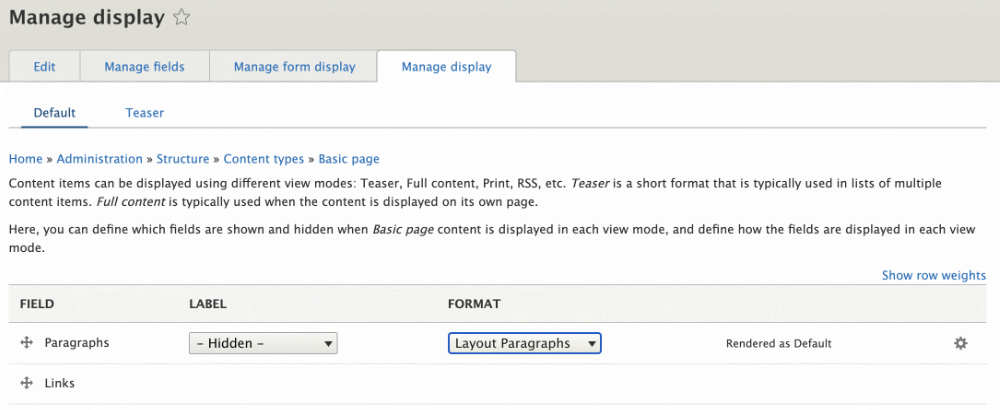 Manage display
Edit
Manage fields
Manage form display
Manage display
Default
Teaser
Home » Administration » Structure » Content types » Basic page
Content items can be displayed using different view modes: Teaser, Full content, Print, RSS, etc. Teaser is a short format that is typically used in lists of multiple
content items. Full content is typically used when the content is displayed on its own page.
Here, you can define which fields are shown and hidden when Basic page content is displayed in each view mode, and define how the fields are displayed in each view
mode.
Show row weights
FIELD LABEL FORMAT
Paragraphs - Hidden - Layout Paragraphs Rendered as Default
Links